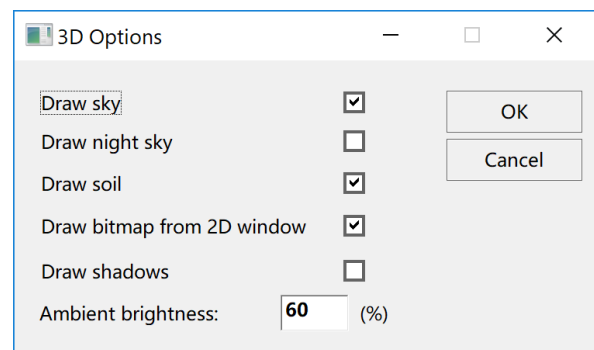 3D Options
Draw sky
OK
Draw night sky
Cancel
Draw soil
Draw bitmap from 2D window
Draw shadows
Ambient brightness: 60 (%)